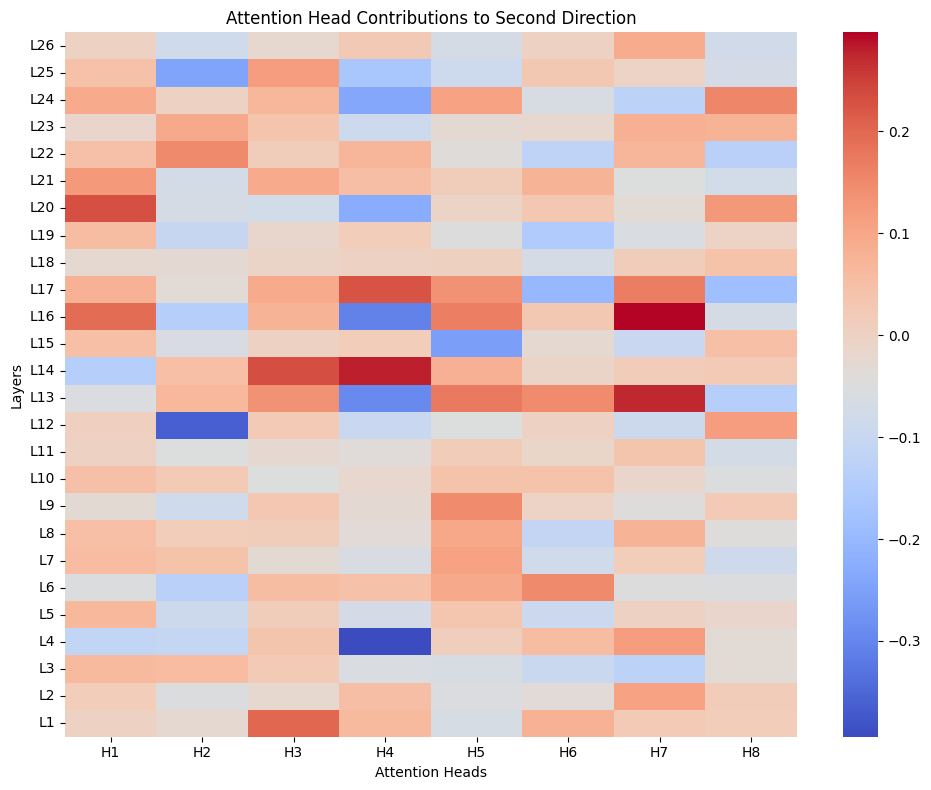 Attention Head Contributions to Second Direction
Layers
L26
L25
L24
L23
L22
L21
L20
L19
L18
L17
L16
L15
L14
L13
L12
L11
L10
L9
L8
L7
L6
L5
L4
L3
L2
L1
H1 H2 H3 H4 H5 H6 H7 H8
Attention Heads
0.2
0.1
0.0
−0.1
−0.2
−0.3